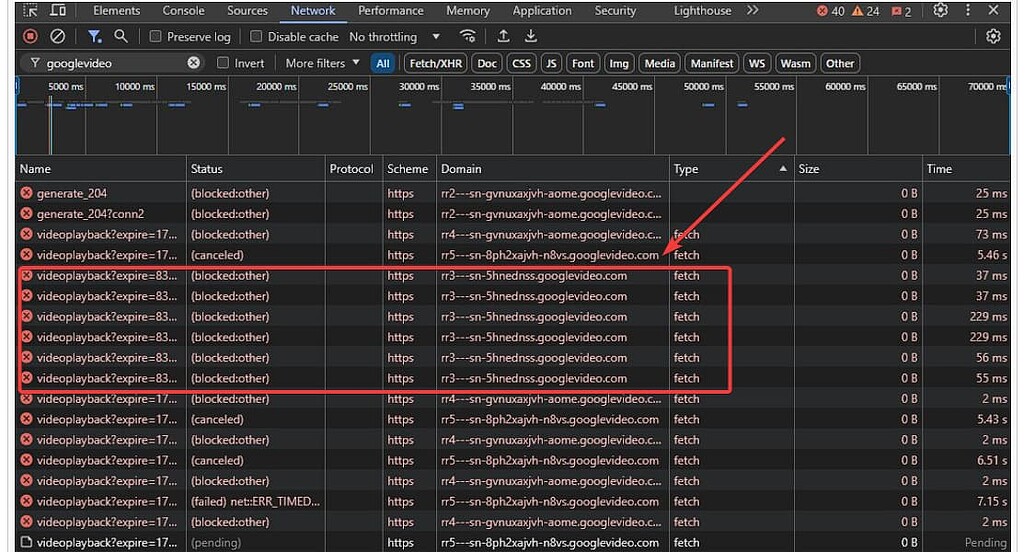 Elements Console Sources Network Performance Memory Application Security Lighthouse 40 24 2
Preserve log Disable cache No throttling
googlevideo Invert More filters All Fetch/XHR Doc CSS JS Font Img Media Manifest WS Wasm Other
5000 ms 10000 ms 15000 ms 20000 ms 25000 ms 30000 ms 35000 ms 40000 ms 45000 ms 50000 ms 55000 ms 60000 ms 65000 ms 70000 ms
Name Status Protocol Scheme Domain Type Size Time
generate_204 (blocked:other) https rr2---sn-gvnuxaxjvh-aome.googlevideo.c... 0 B 25 ms
generate_204?conn2 (blocked:other) https rr2---sn-gvnuxaxjvh-aome.googlevideo.c... 0 B 25 ms
videoplayback?expire=17... (blocked:other) https rr4---sn-gvnuxaxjvh-aome.googlevideo.c... fetch 0 B 73 ms
videoplayback?expire=17... (canceled) https rr5---sn-8ph2xajvh-n8vs.googlevideo.com fetch 0 B 5.46 s
videoplayback?expire=83... (blocked:other) https rr3---sn-5hnednss.googlevideo.com fetch 0 B 37 ms
videoplayback?expire=83... (blocked:other) https rr3---sn-5hnednss.googlevideo.com fetch 0 B 37 ms
videoplayback?expire=83... (blocked:other) https rr3---sn-5hnednss.googlevideo.com fetch 0 B 229 ms
videoplayback?expire=83... (blocked:other) https rr3---sn-5hnednss.googlevideo.com fetch 0 B 229 ms
videoplayback?expire=83... (blocked:other) https rr3---sn-5hnednss.googlevideo.com fetch 0 B 56 ms
videoplayback?expire=83... (blocked:other) https rr3---sn-5hnednss.googlevideo.com fetch 0 B 55 ms
videoplayback?expire=17... (blocked:other) https rr4---sn-gvnuxaxjvh-aome.googlevideo.c... fetch 0 B 2 ms
videoplayback?expire=17... (canceled) https rr5---sn-8ph2xajvh-n8vs.googlevideo.com fetch 0 B 5.43 s
videoplayback?expire=17... (blocked:other) https rr4---sn-gvnuxaxjvh-aome.googlevideo.c... fetch 0 B 2 ms
videoplayback?expire=17... (canceled) https rr5---sn-8ph2xajvh-n8vs.googlevideo.com fetch 0 B 6.51 s
videoplayback?expire=17... (blocked:other) https rr4---sn-gvnuxaxjvh-aome.googlevideo.c... fetch 0 B 2 ms
videoplayback?expire=17... (failed) net::ERR_TIMED... https rr5---sn-8ph2xajvh-n8vs.googlevideo.com fetch 0 B 7.15 s
videoplayback?expire=17... (blocked:other) https rr4---sn-gvnuxaxjvh-aome.googlevideo.c... fetch 0 B 2 ms
videoplayback?expire=17... (pending) https rr5---sn-8ph2xajvh-n8vs.googlevideo.com fetch 0 B Pending